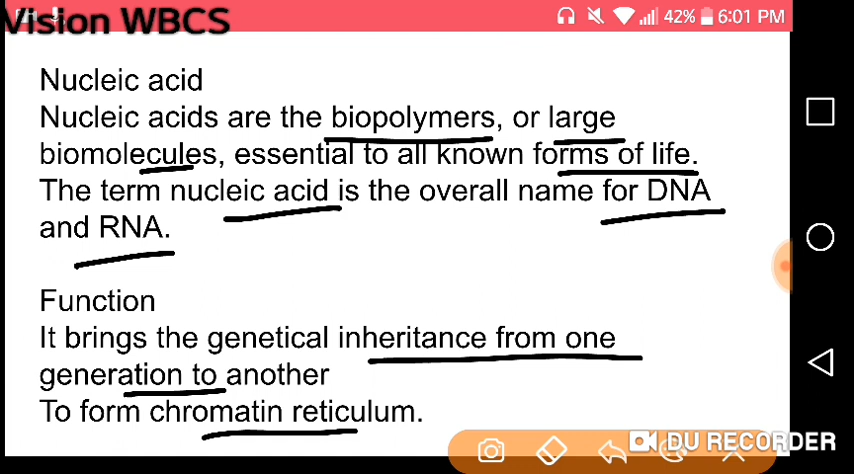 Vision WBCS
42% 6:01 PM
Nucleic acid
Nucleic acids are the biopolymers, or large
biomolecules, essential to all known forms of life.
The term nucleic acid is the overall name for DNA
and RNA.
Function
It brings the genetical inheritance from one
generation to another
To form chromatin reticulum.
DU RECORDER